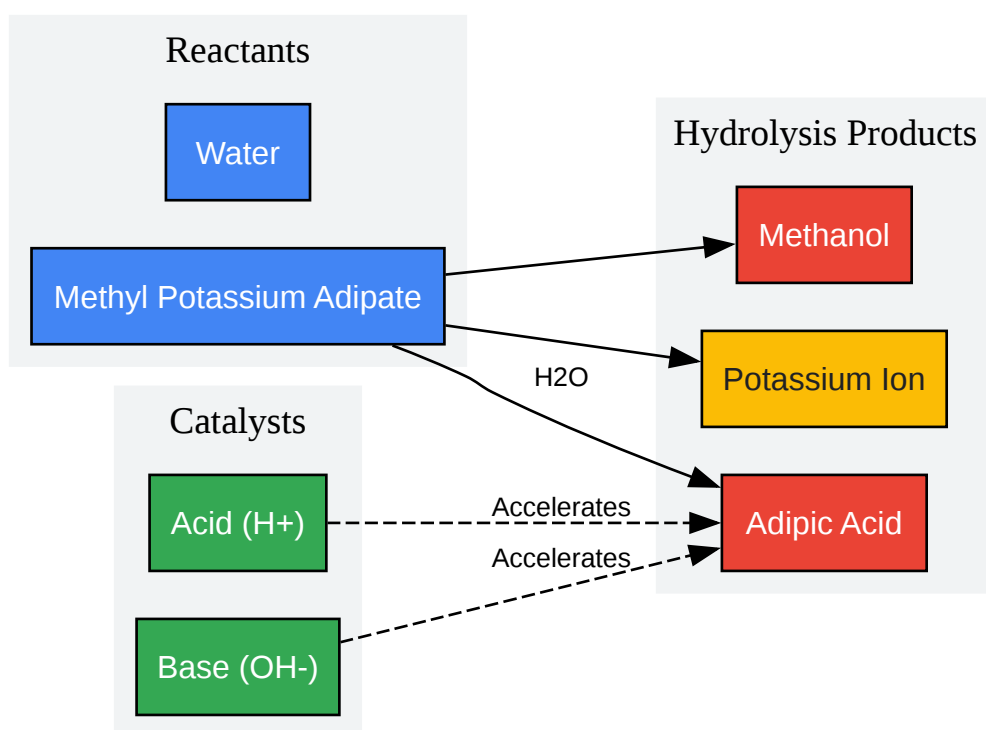 Reactants
Water
Methyl Potassium Adipate
Hydrolysis Products
Methanol
Potassium Ion
Adipic Acid
H2O
Catalysts
Acid (H+)
Base (OH-)
Accelerates
Accelerates